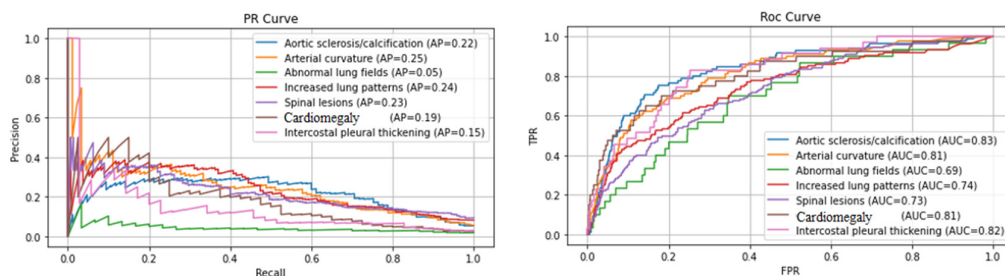 PR Curve
1.0
0.8
0.6
0.4
0.2
0.0
Precision
Aortic sclerosis/calcification (AP=0.22)
Arterial curvature (AP=0.25)
Abnormal lung fields (AP=0.05)
Increased lung patterns (AP=0.24)
Spinal lesions (AP=0.23)
Cardiomegaly (AP=0.19)
Intercostal pleural thickening (AP=0.15)
0.0 0.2 0.4 0.6 0.8 1.0
Recall
Roc Curve
1.0
0.8
0.6
0.4
0.2
0.0
TPR
Aortic sclerosis/calcification (AUC=0.83)
Arterial curvature (AUC=0.81)
Abnormal lung fields (AUC=0.69)
Increased lung patterns (AUC=0.74)
Spinal lesions (AUC=0.73)
Cardiomegaly (AUC=0.81)
Intercostal pleural thickening (AUC=0.82)
0.0 0.2 0.4 0.6 0.8 1.0
FPR